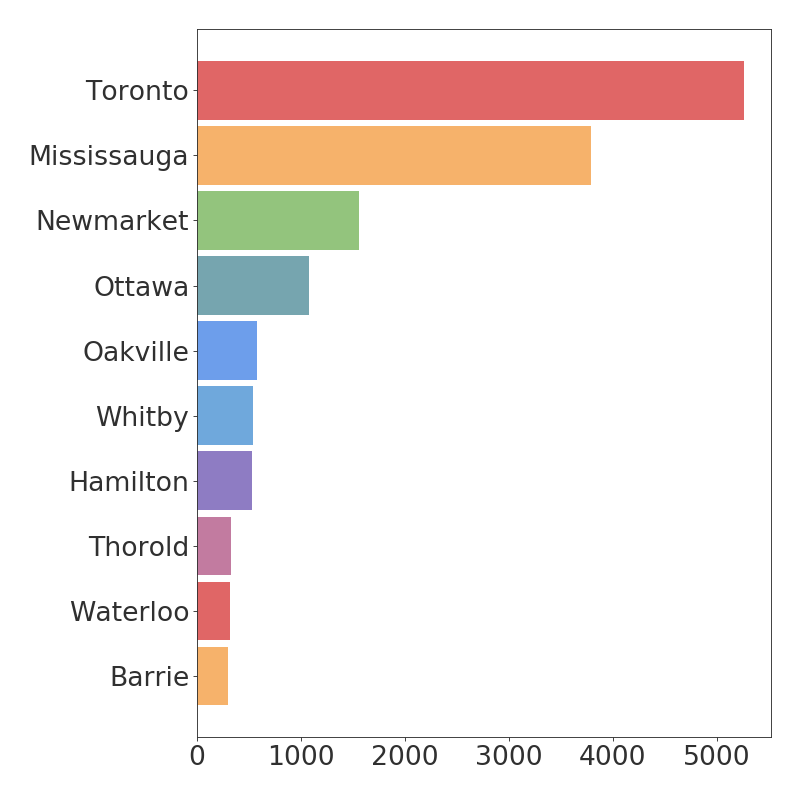 Toronto
Mississauga
Newmarket
Ottawa
Oakville
Whitby
Hamilton
Thorold
Waterloo
Barrie
0 1000 2000 3000 4000 5000